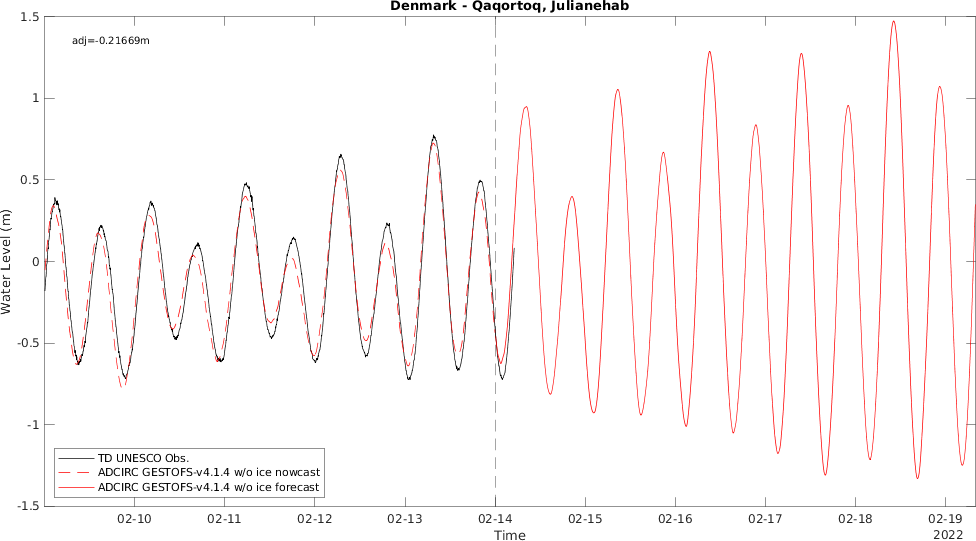 Denmark - Qaqortoq, Julianehab
adj=-0.21669m
1.5
1
0.5
0
-0.5
-1
-1.5
Water Level (m)
TD UNESCO Obs.
ADCIRC GESTOFS-v4.1.4 w/o ice nowcast
ADCIRC GESTOFS-v4.1.4 w/o ice forecast
02-10 02-11 02-12 02-13 02-14 02-15 02-16 02-17 02-18 02-19
Time
2022